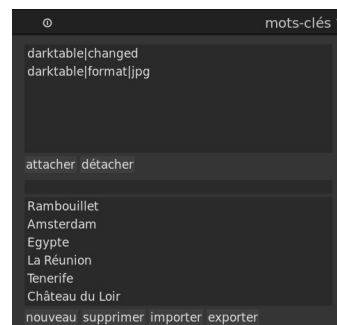 mots-clés
darktable|changed
darktable|format|jpg
attacher détacher
Rambouillet
Amsterdam
Egypte
La Réunion
Tenerife
Château du Loir
nouveau supprimer importer exporter